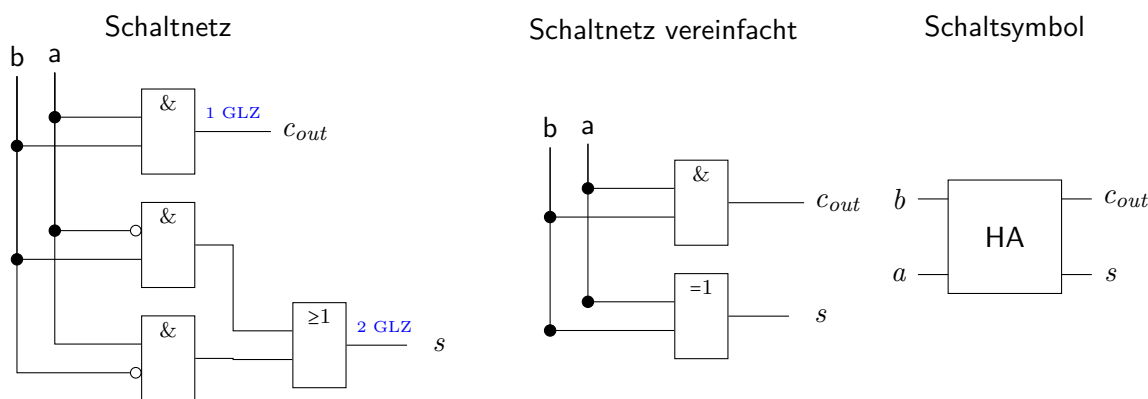 Schaltnetz
b
a
&
1 GLZ
c_out
&
&
≥1
2 GLZ
s
Schaltnetz vereinfacht
b
a
&
c_out
=1
s
Schaltsymbol
b
a
HA
c_out
s